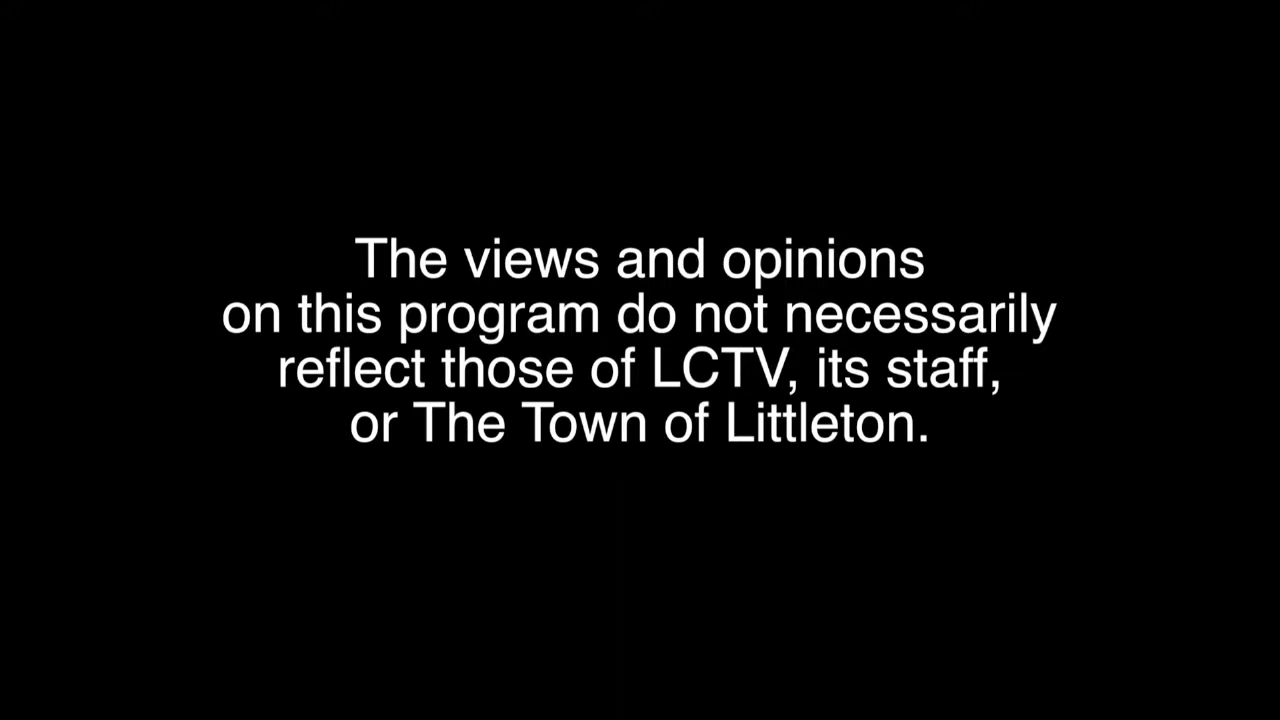 The views and opinions
on this program do not necessarily
reflect those of LCTV, its staff,
or The Town of Littleton.